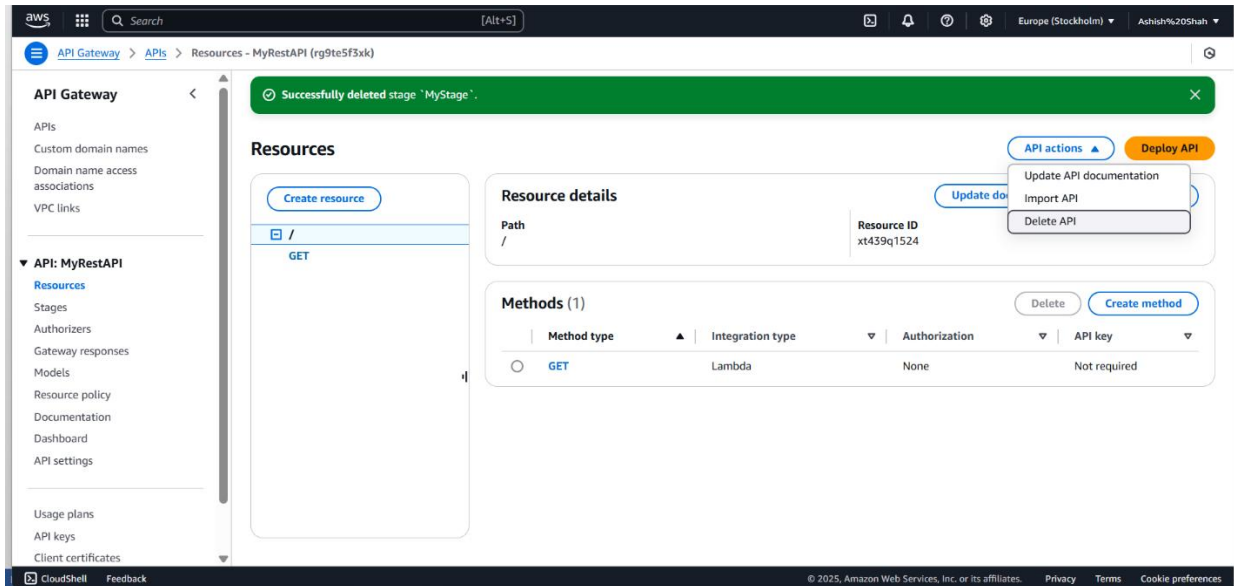 aws
Search
[Alt+S]
Europe (Stockholm) ▼
Ashish%20Shah ▼
API Gateway > APIs > Resources - MyRestAPI (rg9te5f3xk)
API Gateway
APIs
Custom domain names
Domain name access
associations
VPC links
▼ API: MyRestAPI
Resources
Stages
Authorizers
Gateway responses
Models
Resource policy
Documentation
Dashboard
API settings
Usage plans
API keys
Client certificates
Successfully deleted stage `MyStage`.
Resources
API actions ▲
Deploy API
Update API documentation
Import API
Delete API
Create resource
/
GET
Resource details
Update do
Path
/
Resource ID
xt439q1524
Methods (1)
Delete
Create method
Method type ▲ Integration type ▽ Authorization ▽ API key ▽
GET Lambda None Not required
CloudShell Feedback
© 2025, Amazon Web Services, Inc. or its affiliates. Privacy Terms Cookie preferences